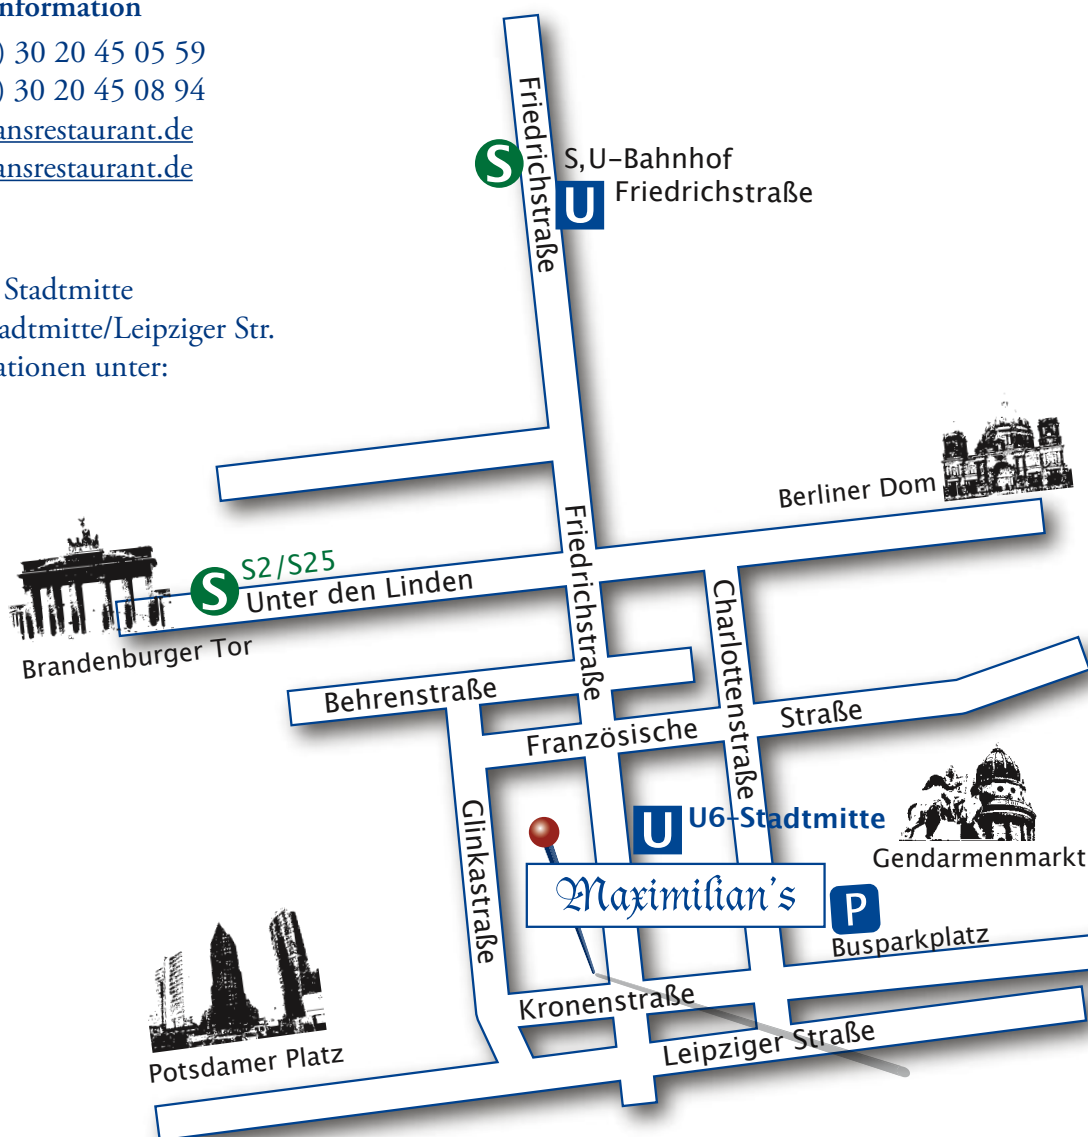 nformation
) 30 20 45 05 59
) 30 20 45 08 94
ansrestaurant.de
ansrestaurant.de
Stadtmitte
adtmitte/Leipziger Str.
ationen unter:
Friedrichstraße
S
S,U-Bahnhof
U
Friedrichstraße
Berliner Dom
S
S2/S25
Unter den Linden
Brandenburger Tor
Friedrichstraße
Charlottenstraße
Behrenstraße
Französische
Straße
Glinkastraße
U
U6-Stadtmitte
Gendarmenmarkt
Maximilian's
P
Busparkplatz
Kronenstraße
Leipziger Straße
Potsdamer Platz